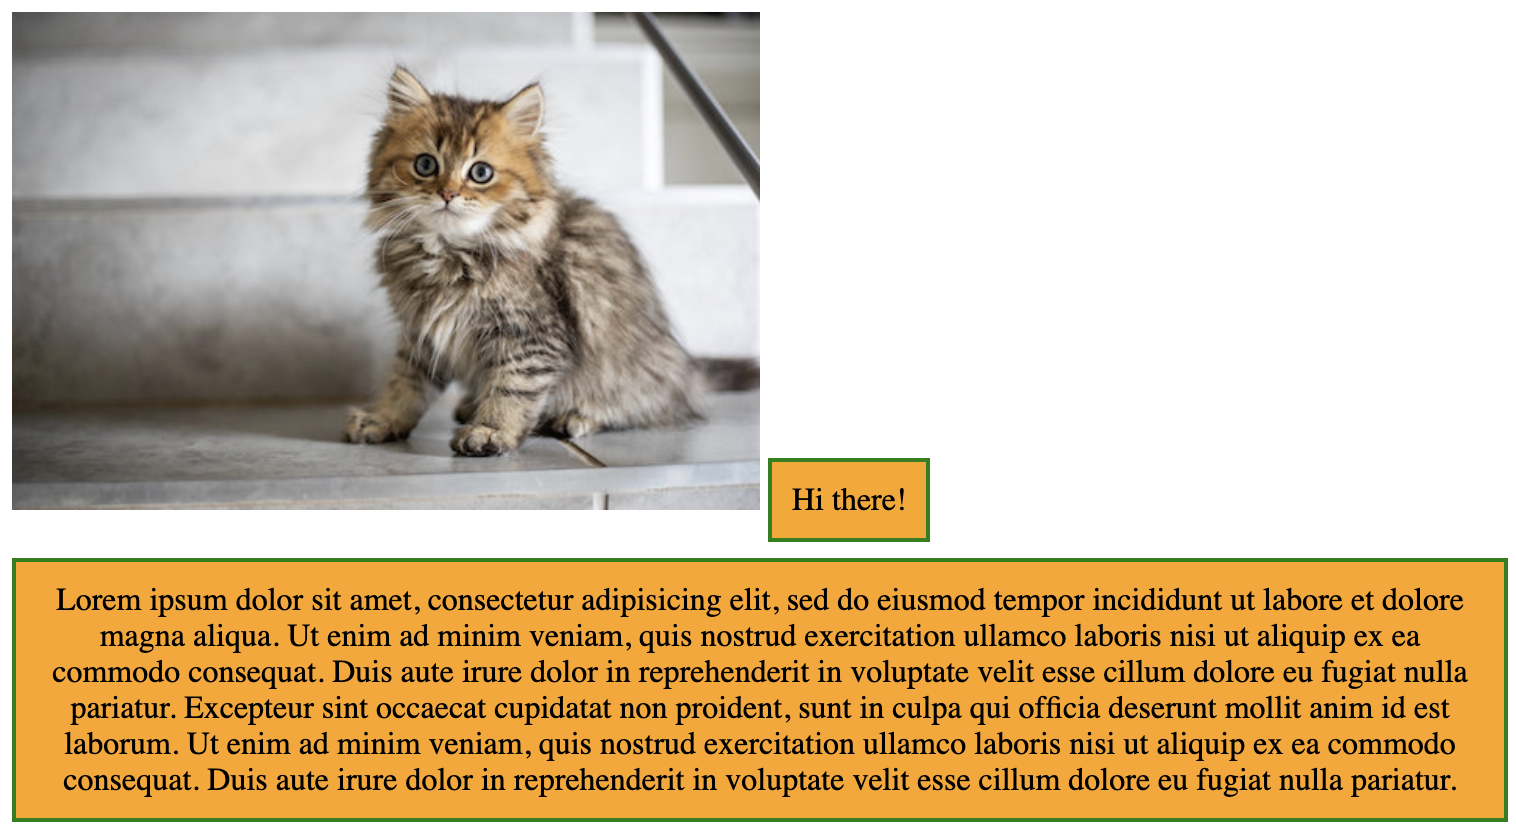 Hi there!
Lorem ipsum dolor sit amet, consectetur adipisicing elit, sed do eiusmod tempor incididunt ut labore et dolore
magna aliqua. Ut enim ad minim veniam, quis nostrud exercitation ullamco laboris nisi ut aliquip ex ea
commodo consequat. Duis aute irure dolor in reprehenderit in voluptate velit esse cillum dolore eu fugiat nulla
pariatur. Excepteur sint occaecat cupidatat non proident, sunt in culpa qui officia deserunt mollit anim id est
laborum. Ut enim ad minim veniam, quis nostrud exercitation ullamco laboris nisi ut aliquip ex ea commodo
consequat. Duis aute irure dolor in reprehenderit in voluptate velit esse cillum dolore eu fugiat nulla pariatur.